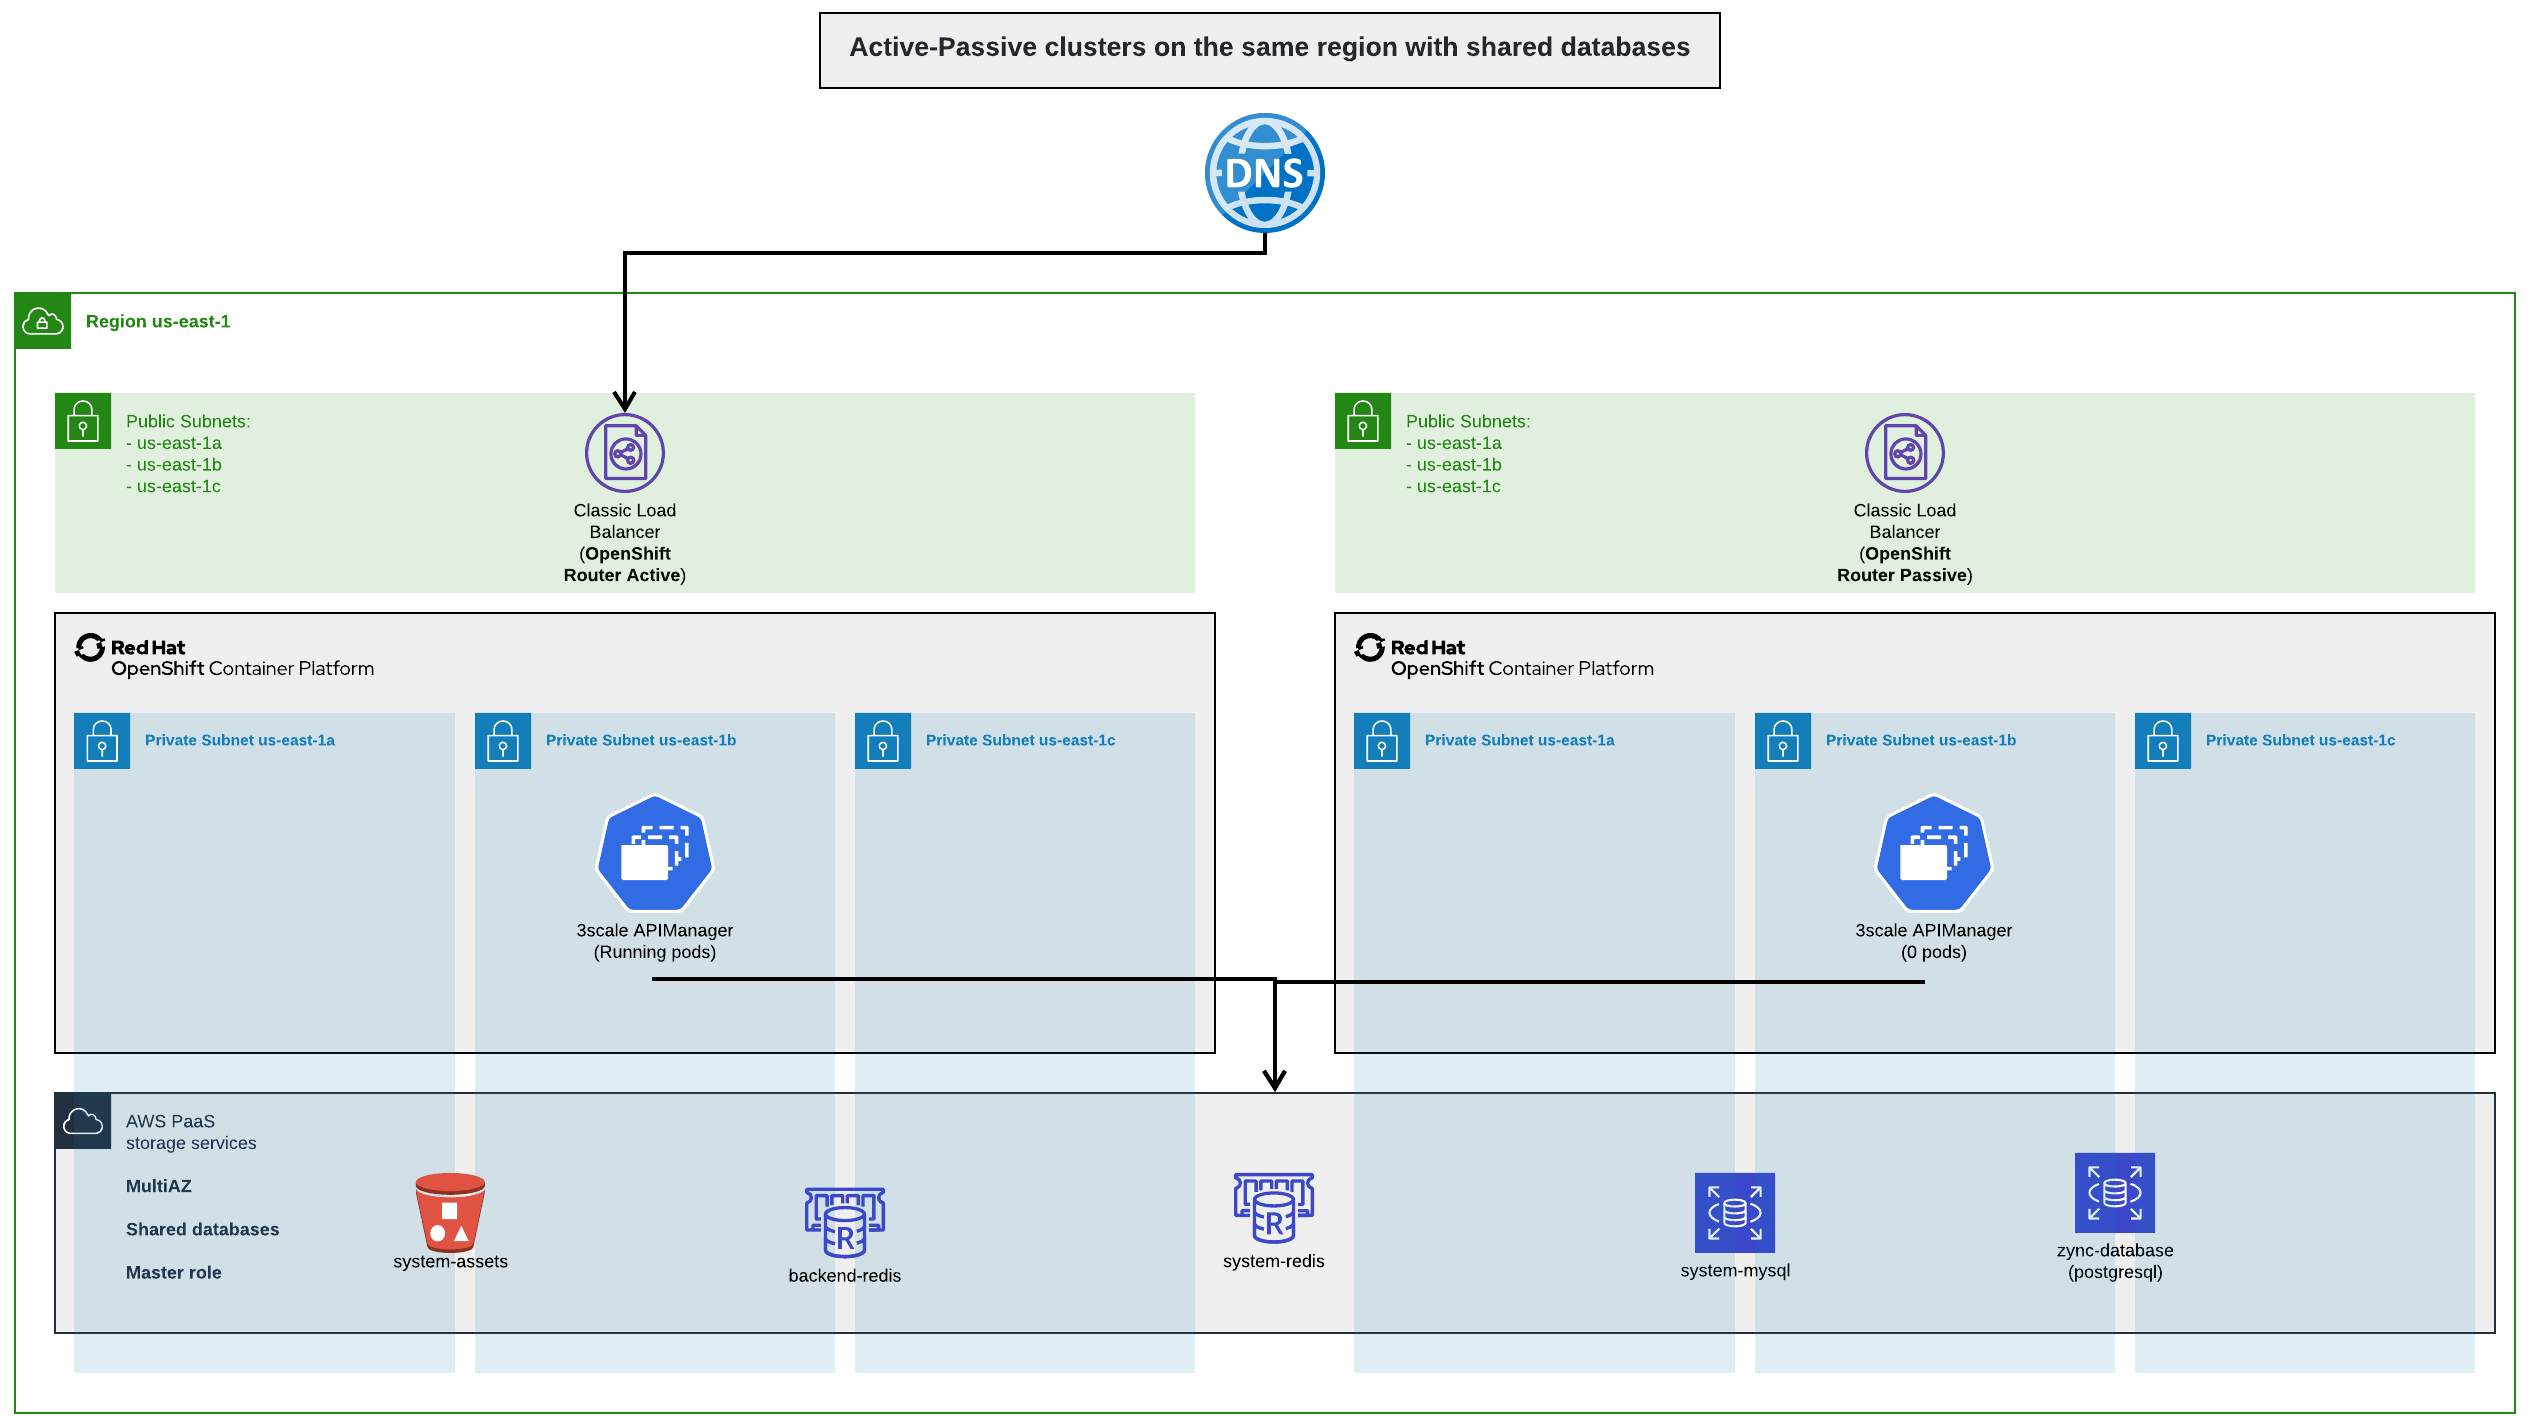 Active-Passive clusters on the same region with shared databases
DNS
Region us-east-1
Public Subnets:
- us-east-1a
- us-east-1b
- us-east-1c
Classic Load
Balancer
(OpenShift
Router Active)
Public Subnets:
- us-east-1a
- us-east-1b
- us-east-1c
Classic Load
Balancer
(OpenShift
Router Passive)
Red Hat
OpenShift Container Platform
Private Subnet us-east-1a
Private Subnet us-east-1b
Private Subnet us-east-1c
3scale APIManager
(Running pods)
Red Hat
OpenShift Container Platform
Private Subnet us-east-1a
Private Subnet us-east-1b
Private Subnet us-east-1c
3scale APIManager
(0 pods)
AWS PaaS
storage services
MultiAZ
Shared databases
Master role
system-assets
R
backend-redis
R
system-redis
system-mysql
zync-database
(postgresql)